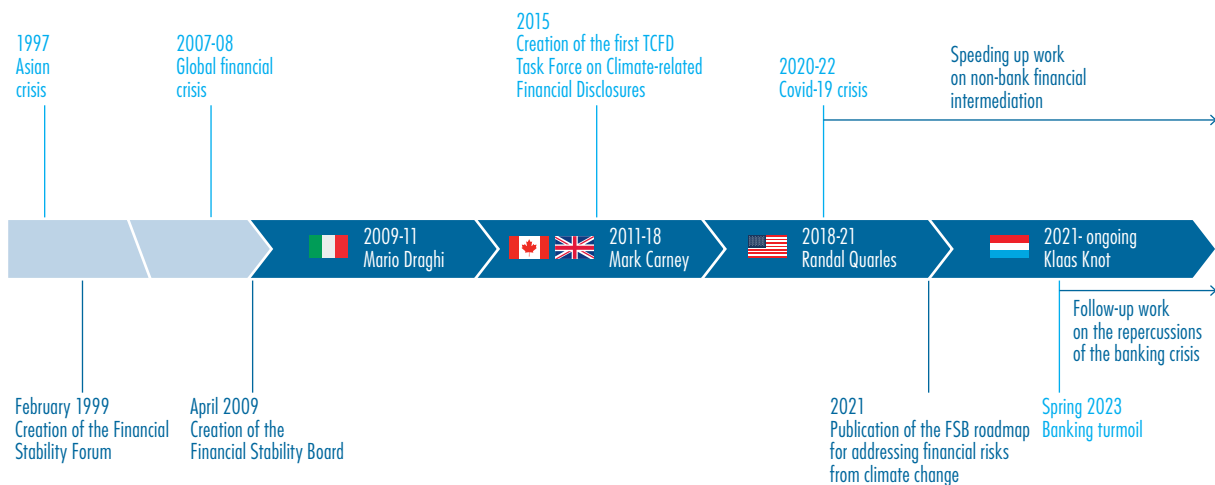 1997
Asian
crisis
2007-08
Global financial
crisis
2015
Creation of the first TCFD
Task Force on Climate-related
Financial Disclosures
2020-22
Covid-19 crisis
Speeding up work
on non-bank financial
intermediation
2009-11
Mario Draghi
2011-18
Mark Carney
2018-21
Randal Quarles
2021- ongoing
Klaas Knot
Follow-up work
on the repercussions
of the banking crisis
February 1999
Creation of the Financial
Stability Forum
April 2009
Creation of the
Financial Stability Board
2021
Publication of the FSB roadmap
for addressing financial risks
from climate change
Spring 2023
Banking turmoil